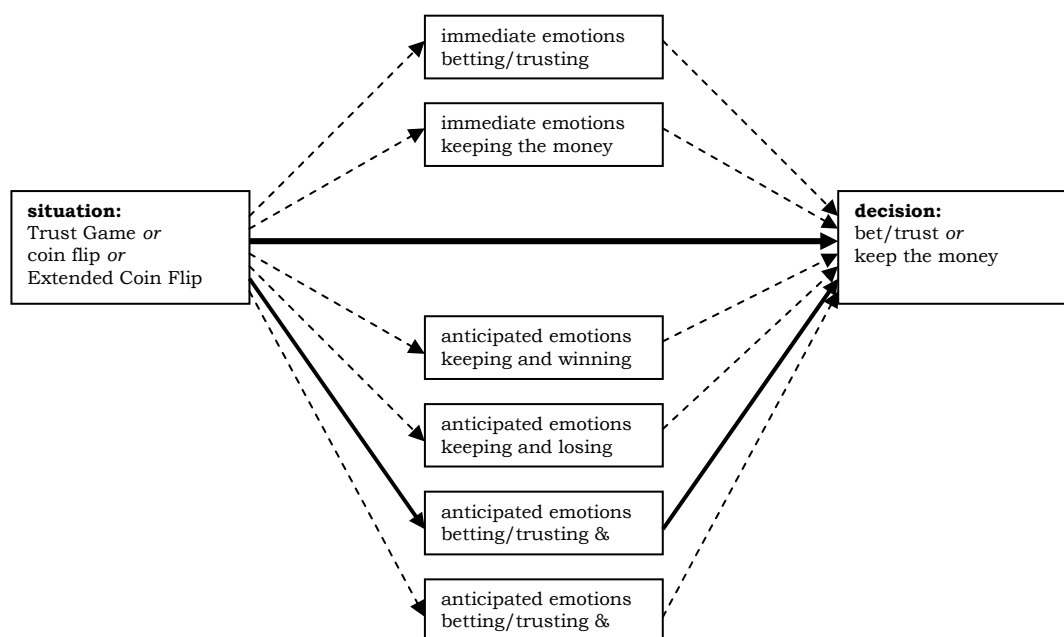 immediate emotions
betting/trusting
immediate emotions
keeping the money
situation:
Trust Game or
coin flip or
Extended Coin Flip
decision:
bet/trust or
keep the money
anticipated emotions
keeping and winning
anticipated emotions
keeping and losing
anticipated emotions
betting/trusting &
anticipated emotions
betting/trusting &